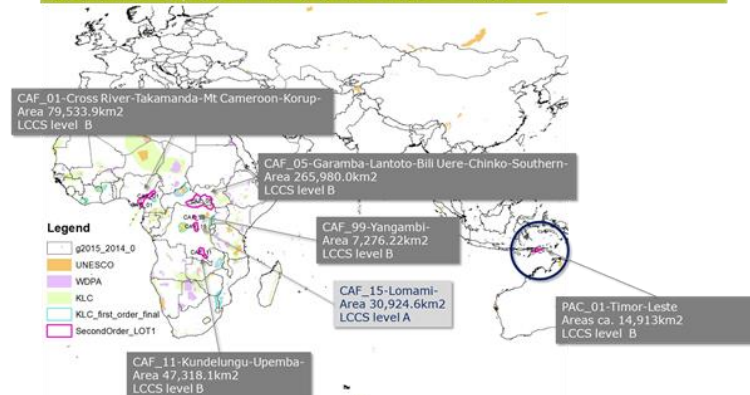 CAF_01-Cross River-Takamanda-Mt Cameroon-Korup-
Area 79,533.9km2
LCCS level B
CAF_05-Garamba-Lantoto-Bili Uere-Chinko-Southern-
Area 265,980.0km2
LCCS level B
CAF_99-Yangambi-
Area 7,276.22km2
LCCS level B
CAF_15-Lomami-
Area 30,924.6km2
LCCS level A
PAC_01-Timor-Leste
Areas ca. 14,913km2
LCCS level B
CAF_11-Kundelungu-Upemba-
Area 47,318.1km2
LCCS level B
Legend
g2015_2014_0
UNESCO
WDPA
KLC
KLC_first_order_final
SecondOrder_LOT1